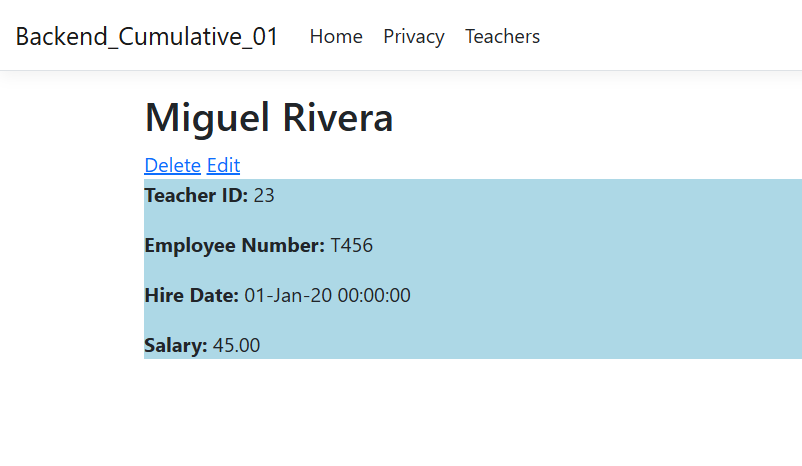 Backend_Cumulative_01 Home Privacy Teachers
Miguel Rivera
Delete Edit
Teacher ID: 23
Employee Number: T456
Hire Date: 01-Jan-20 00:00:00
Salary: 45.00